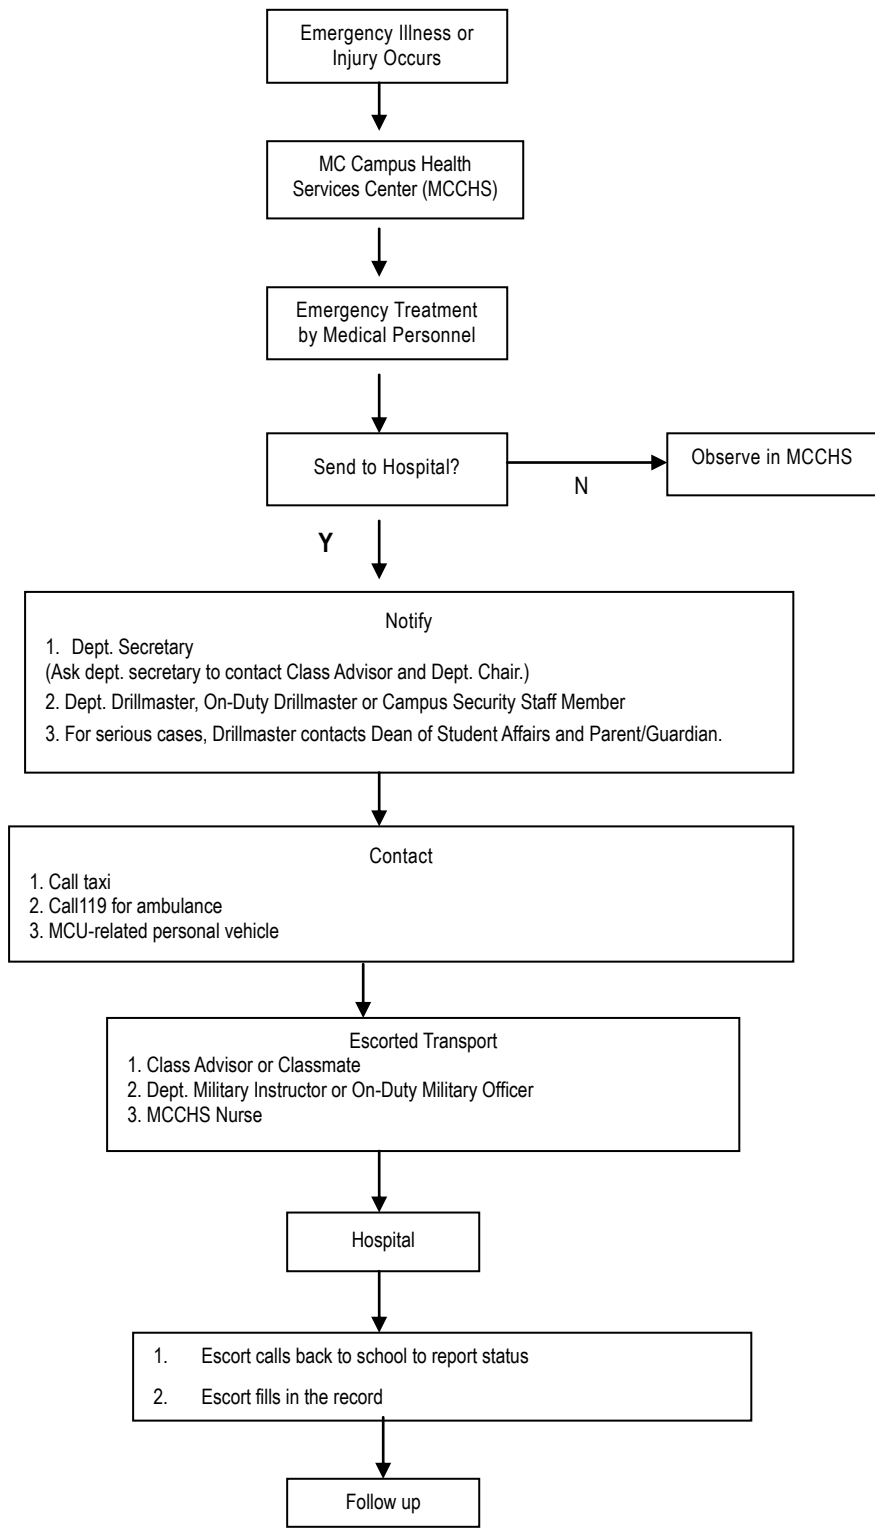 Emergency Illness or
Injury Occurs
MC Campus Health
Services Center (MCCHS)
Emergency Treatment
by Medical Personnel
Send to Hospital?
N
Observe in MCCHS
Y
Notify
1. Dept. Secretary
(Ask dept. secretary to contact Class Advisor and Dept. Chair.)
2. Dept. Drillmaster, On-Duty Drillmaster or Campus Security Staff Member
3. For serious cases, Drillmaster contacts Dean of Student Affairs and Parent/Guardian.
Contact
1. Call taxi
2. Call119 for ambulance
3. MCU-related personal vehicle
Escorted Transport
1. Class Advisor or Classmate
2. Dept. Military Instructor or On-Duty Military Officer
3. MCCHS Nurse
Hospital
1. Escort calls back to school to report status
2. Escort fills in the record
Follow up